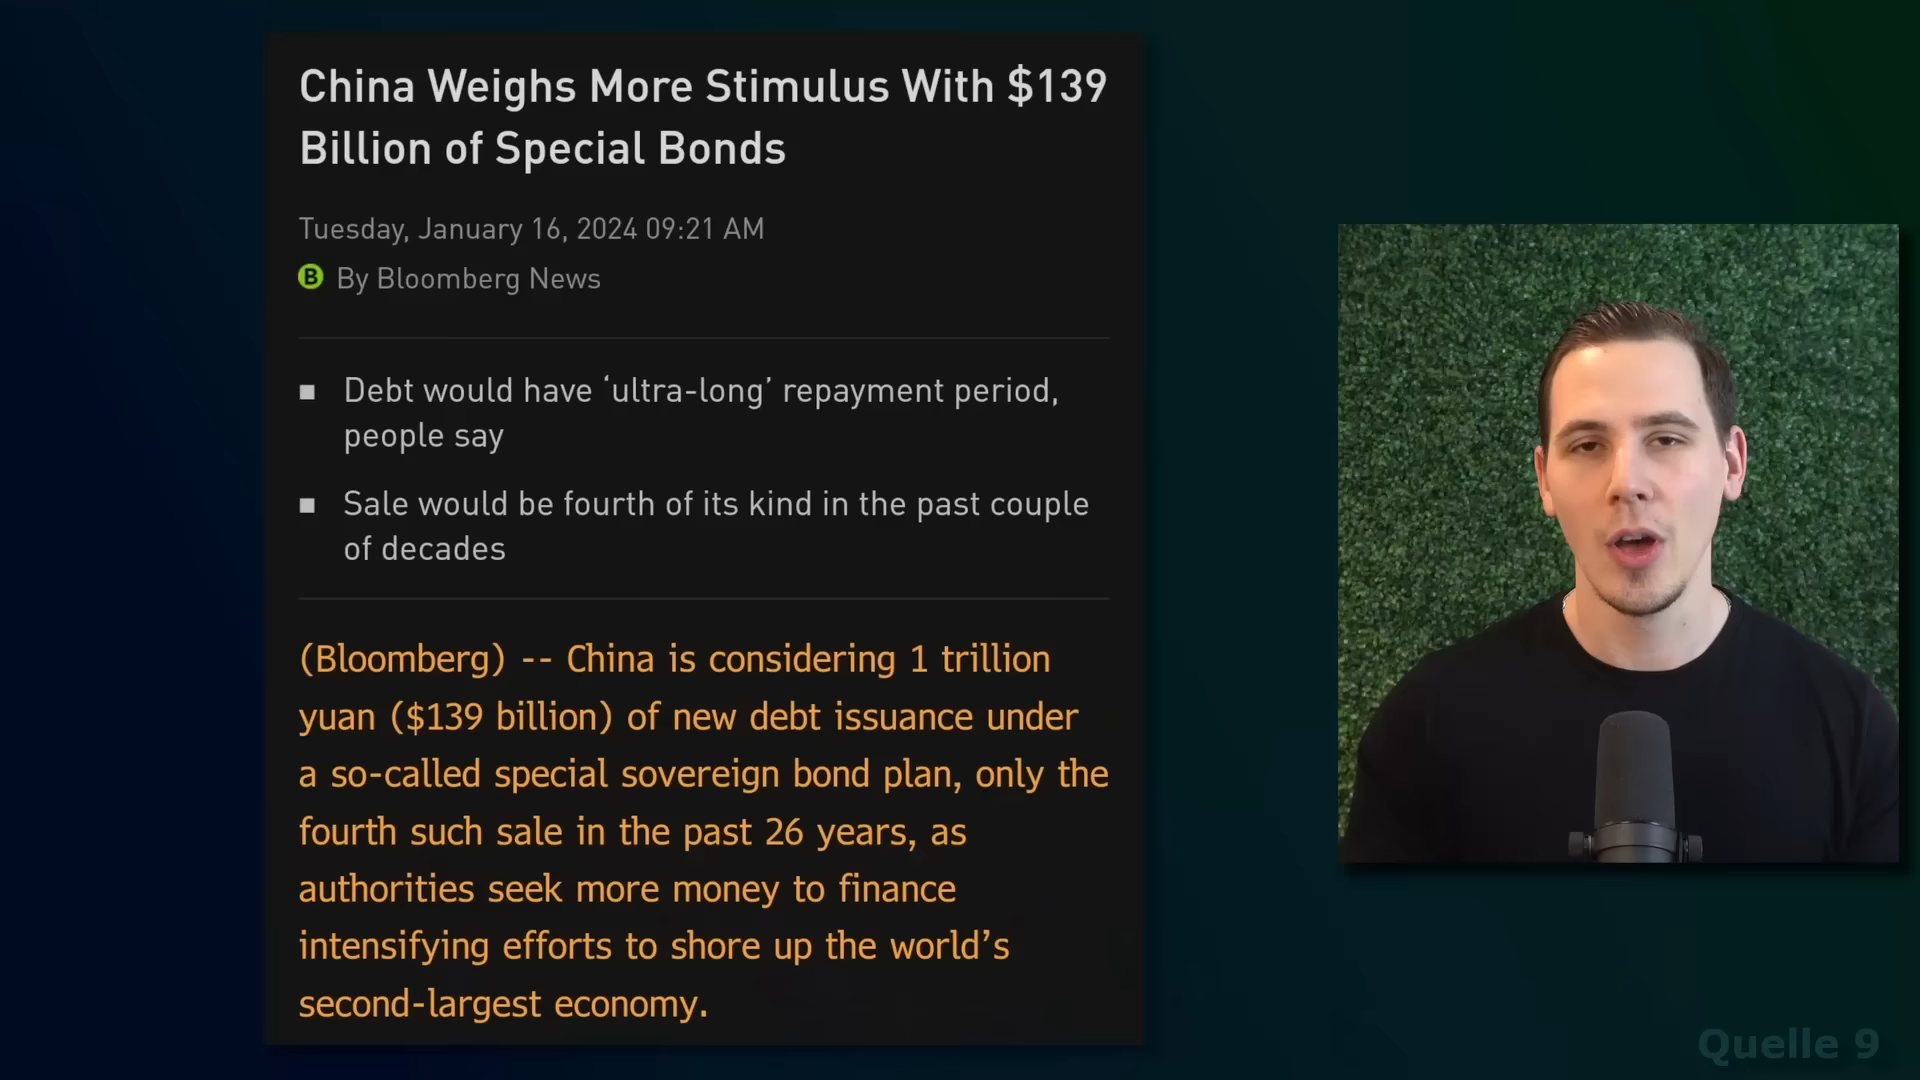 China Weighs More Stimulus With $139
Billion of Special Bonds
Tuesday, January 16, 2024 09:21 AM
B By Bloomberg News
■ Debt would have ‘ultra-long’ repayment period,
people say
■ Sale would be fourth of its kind in the past couple
of decades
(Bloomberg) -- China is considering 1 trillion
yuan ($139 billion) of new debt issuance under
a so-called special sovereign bond plan, only the
fourth such sale in the past 26 years, as
authorities seek more money to finance
intensifying efforts to shore up the world’s
second-largest economy.
Quelle 9